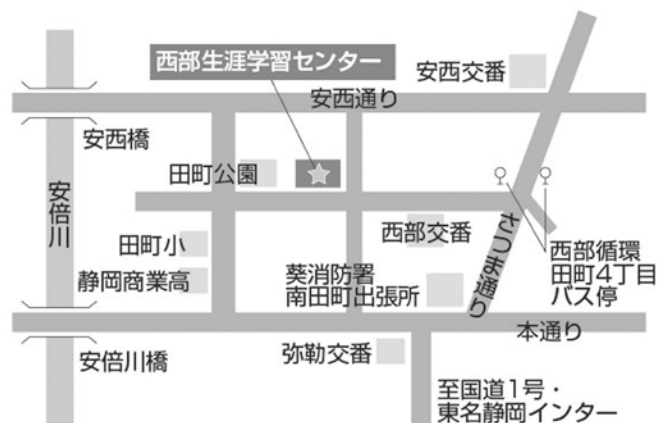 西部生涯学習センター
安西交番
安西通り
安西橋
田町公園
安倍川
田町小
西部交番
さつま通り
西部循環
田町4丁目
バス停
静岡商業高
葵消防署
南田町出張所
本通り
安倍川橋
弥勒交番
至国道1号・
東名静岡インター